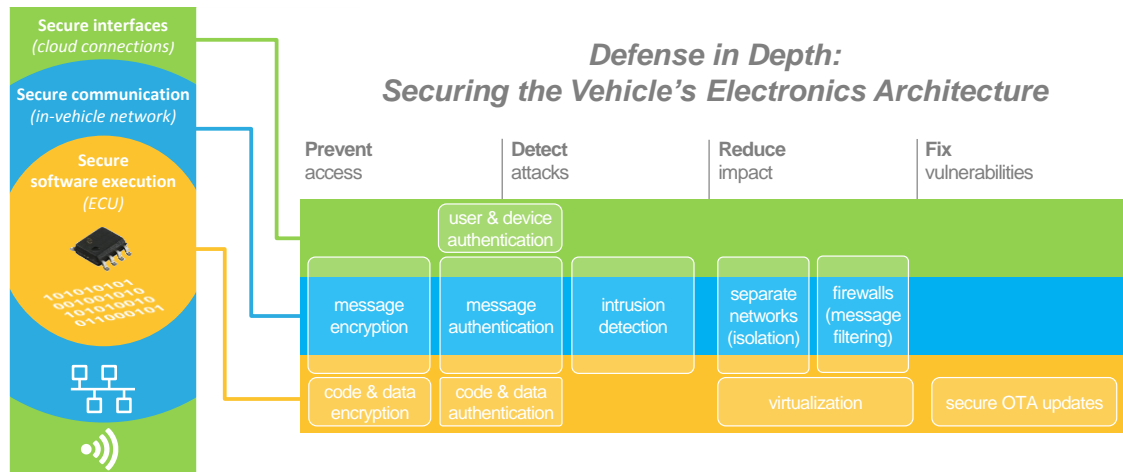 Secure interfaces
(cloud connections)
Secure communication
(in-vehicle network)
Secure
software execution
(ECU)
101010101
001001010
101010010
011000101
Defense in Depth:
Securing the Vehicle's Electronics Architecture
Prevent
access
Detect
attacks
Reduce
impact
Fix
vulnerabilities
user & device
authentication
message
encryption
message
authentication
intrusion
detection
separate
networks
(isolation)
firewalls
(message
filtering)
code & data
encryption
code & data
authentication
virtualization
secure OTA updates